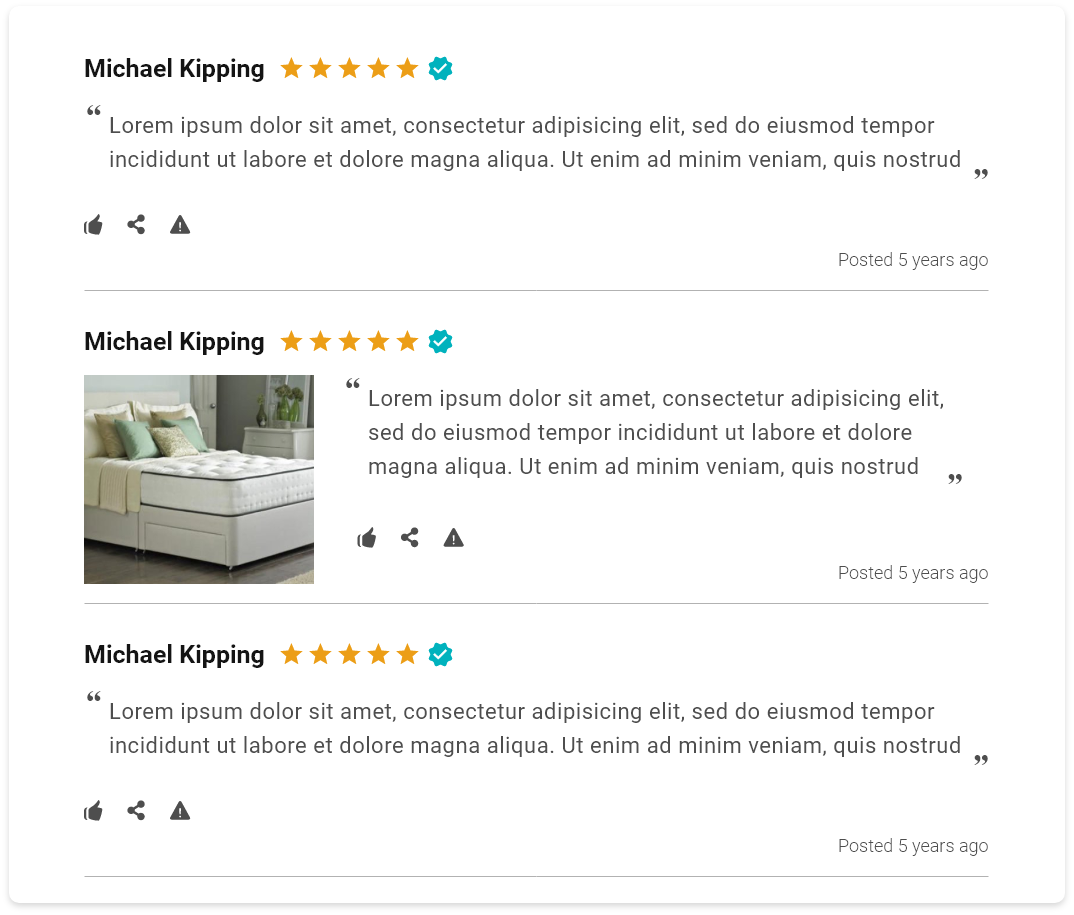 Michael Kipping
“ Lorem ipsum dolor sit amet, consectetur adipisicing elit, sed do eiusmod tempor
incididunt ut labore et dolore magna aliqua. Ut enim ad minim veniam, quis nostrud ”
Posted 5 years ago
Michael Kipping
“ Lorem ipsum dolor sit amet, consectetur adipisicing elit,
sed do eiusmod tempor incididunt ut labore et dolore
magna aliqua. Ut enim ad minim veniam, quis nostrud ”
Posted 5 years ago
Michael Kipping
“ Lorem ipsum dolor sit amet, consectetur adipisicing elit, sed do eiusmod tempor
incididunt ut labore et dolore magna aliqua. Ut enim ad minim veniam, quis nostrud ”
Posted 5 years ago